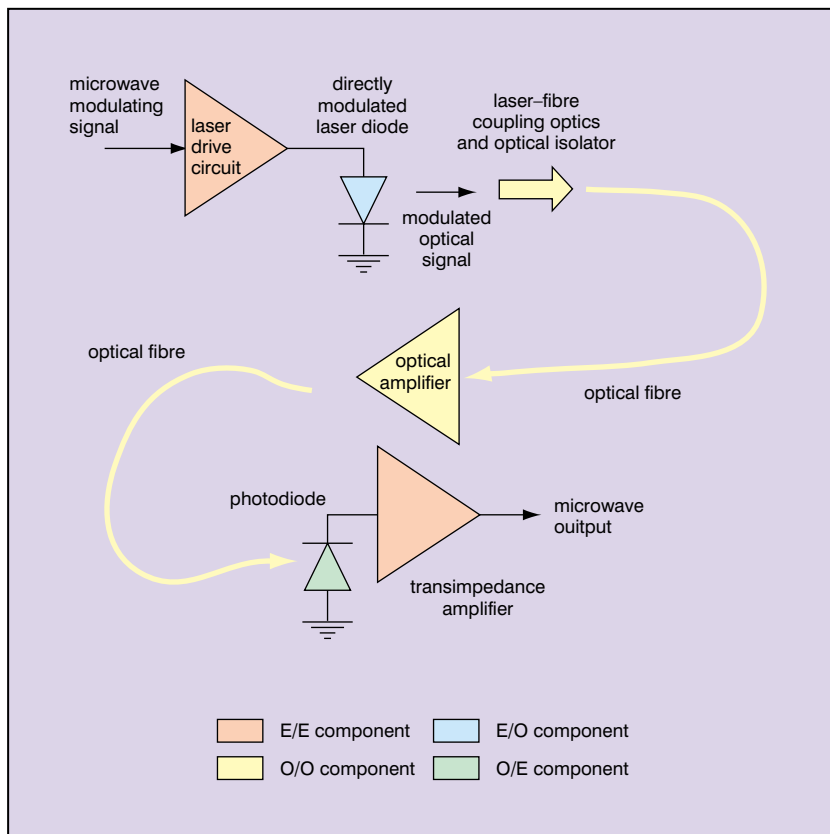 microwave
modulating
signal
laser
drive
circuit
directly
modulated
laser diode
laser–fibre
coupling optics
and optical isolator
modulated
optical
signal
optical fibre
optical
amplifier
optical fibre
photodiode
microwave
ouitput
transimpedance
amplifier
E/E component
E/O component
O/O component
O/E component